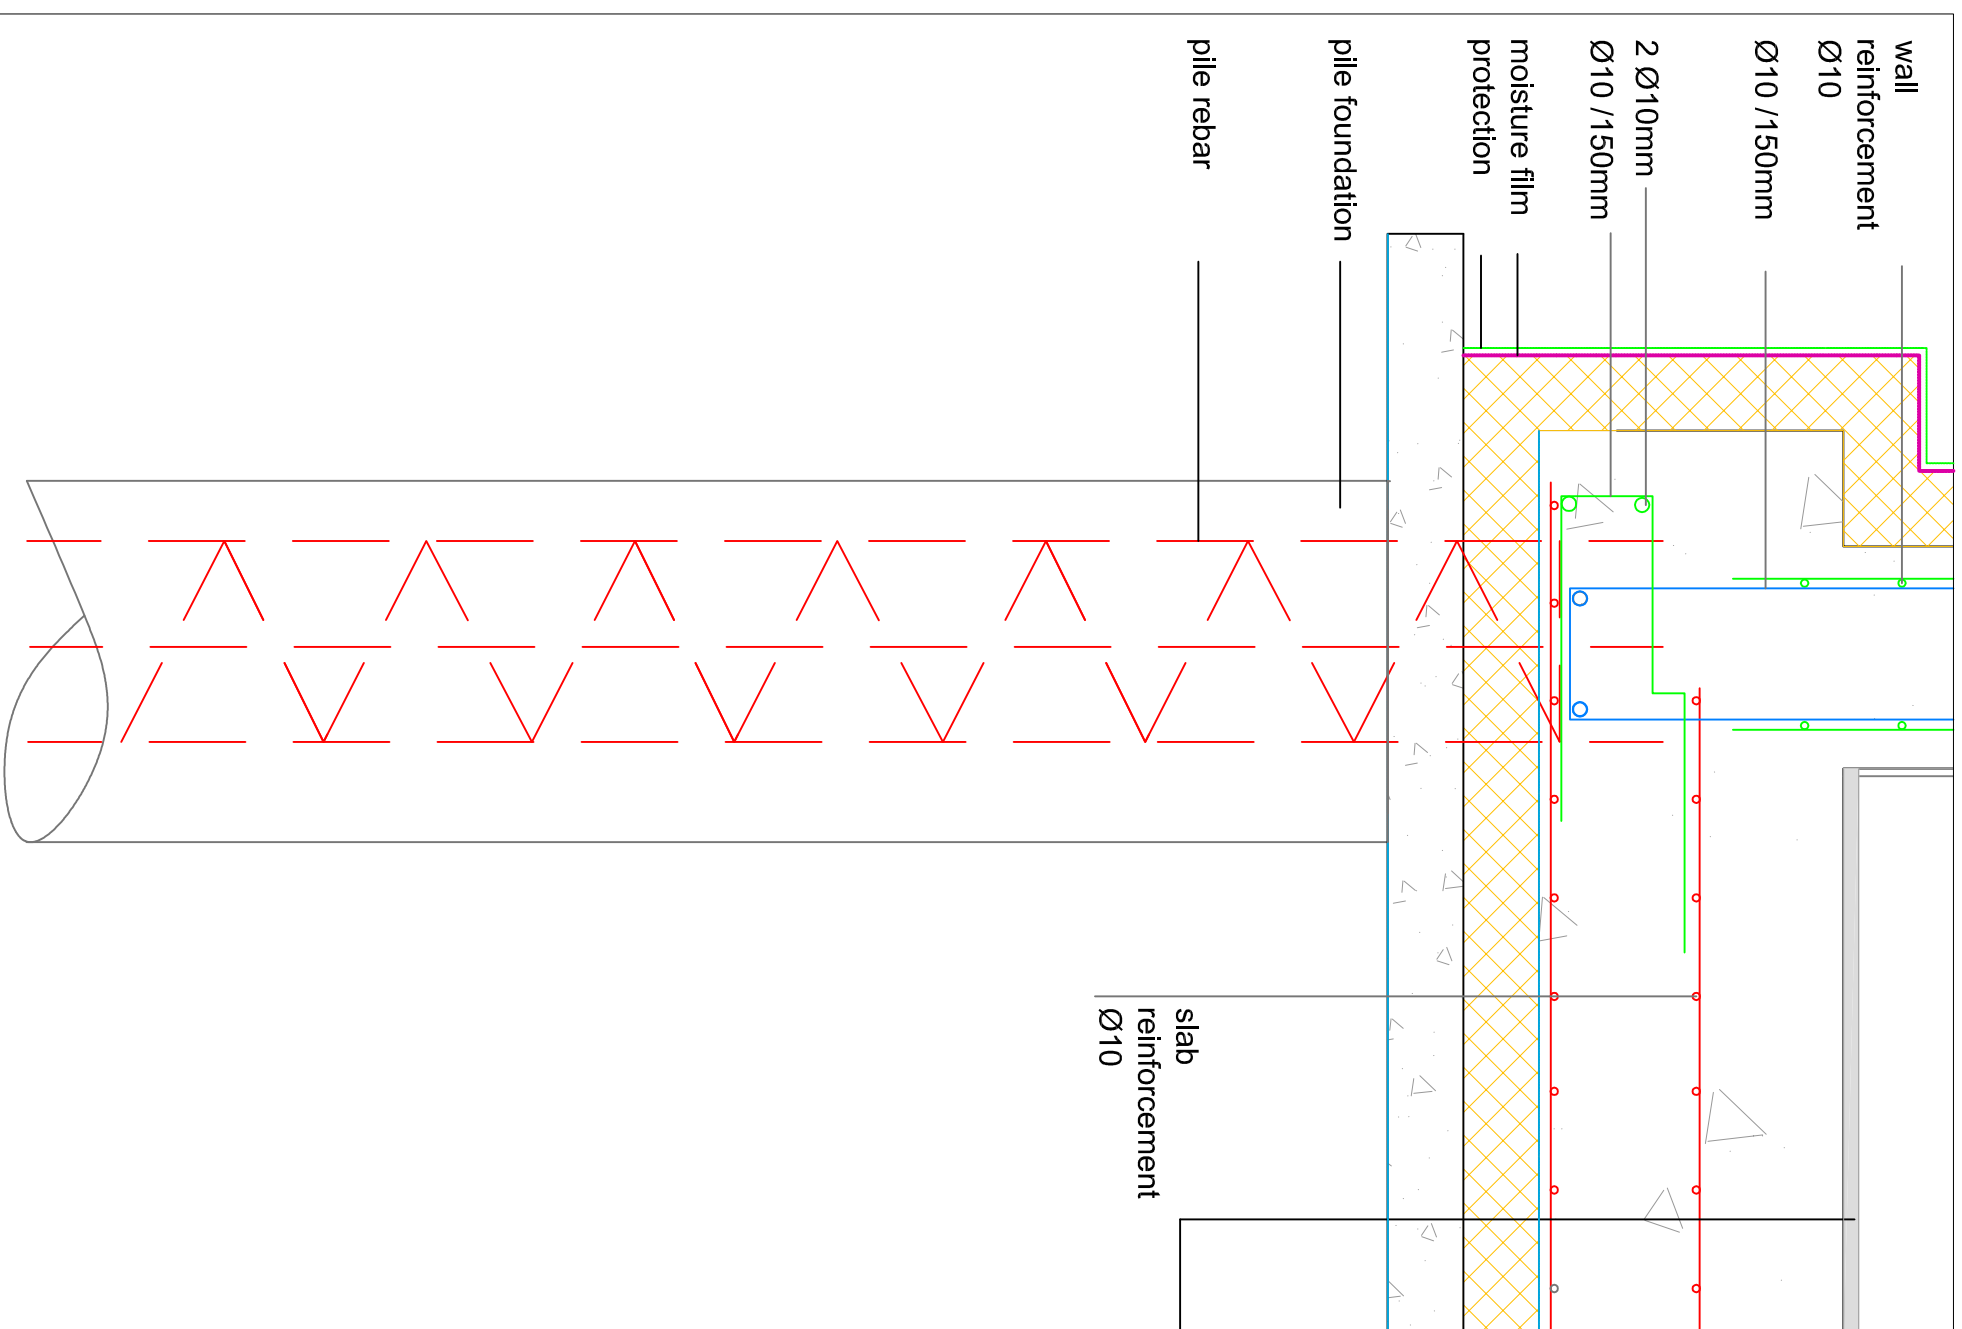 wall
reinforcement
Ø10
Ø10 /150mm
2 Ø10mm
Ø10 /150mm
moisture film
protection
pile foundation
pile rebar
slab
reinforcement
Ø10